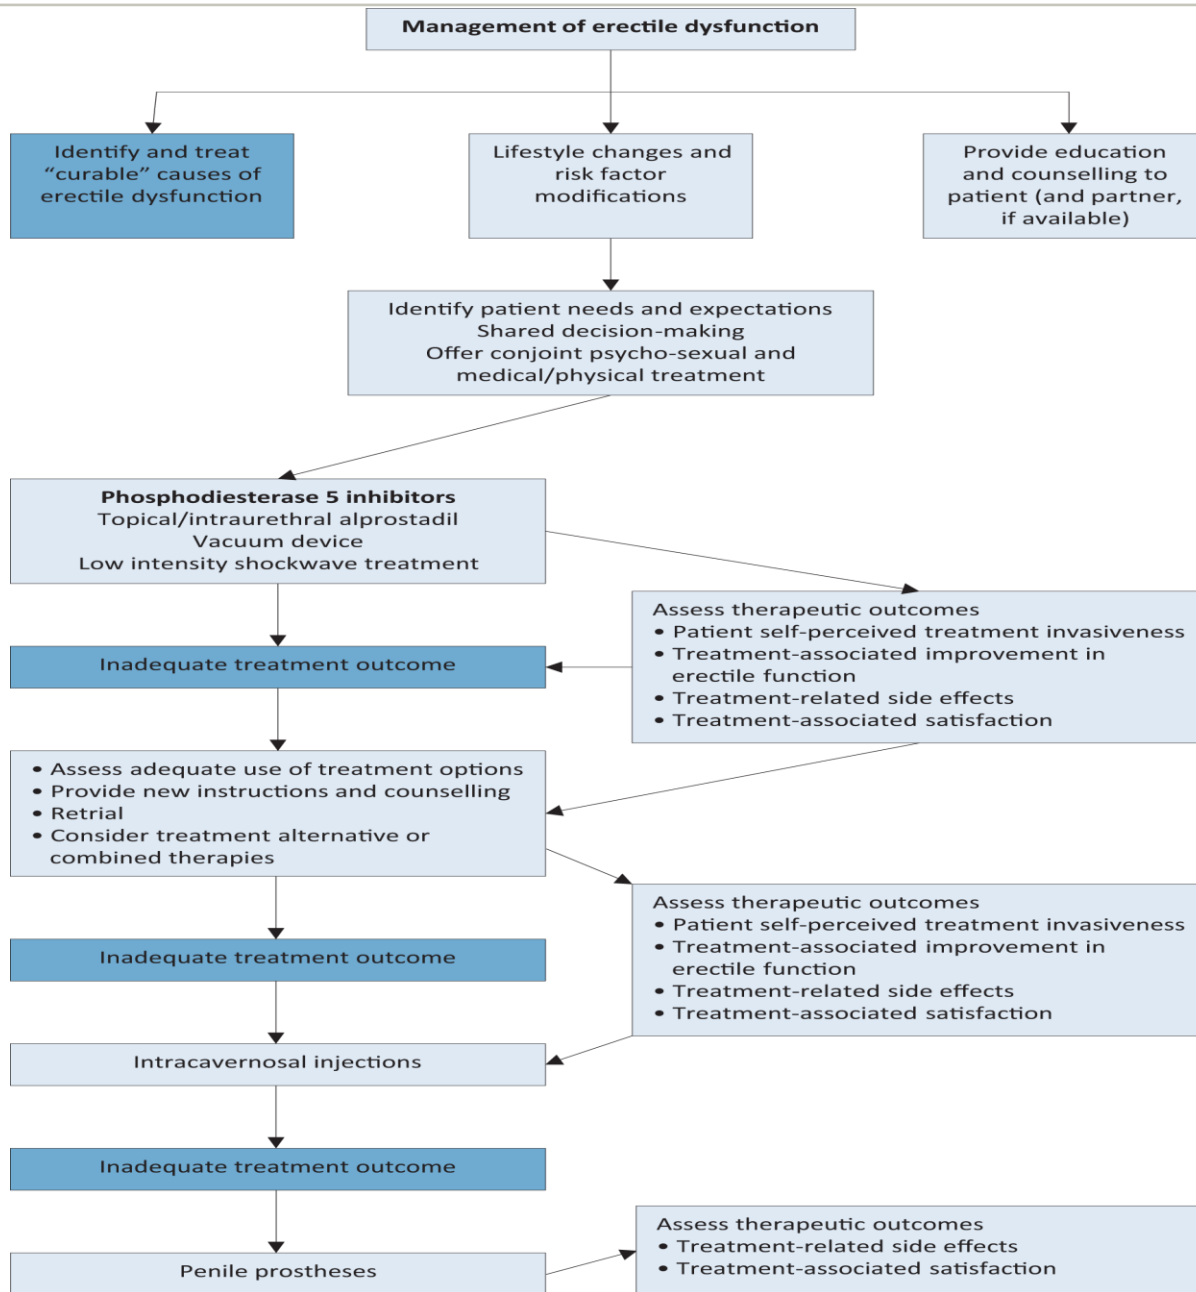 Management of erectile dysfunction
Identify and treat
“curable” causes of
erectile dysfunction
Lifestyle changes and
risk factor
modifications
Provide education
and counselling to
patient (and partner,
if available)
Identify patient needs and expectations
Shared decision-making
Offer conjoint psycho-sexual and
medical/physical treatment
Phosphodiesterase 5 inhibitors
Topical/intraurethral alprostadil
Vacuum device
Low intensity shockwave treatment
Assess therapeutic outcomes
• Patient self-perceived treatment invasiveness
• Treatment-associated improvement in
erectile function
• Treatment-related side effects
• Treatment-associated satisfaction
Inadequate treatment outcome
• Assess adequate use of treatment options
• Provide new instructions and counselling
• Retrial
• Consider treatment alternative or
combined therapies
Assess therapeutic outcomes
• Patient self-perceived treatment invasiveness
• Treatment-associated improvement in
erectile function
• Treatment-related side effects
• Treatment-associated satisfaction
Inadequate treatment outcome
Intracavernosal injections
Inadequate treatment outcome
Penile prostheses
Assess therapeutic outcomes
• Treatment-related side effects
• Treatment-associated satisfaction